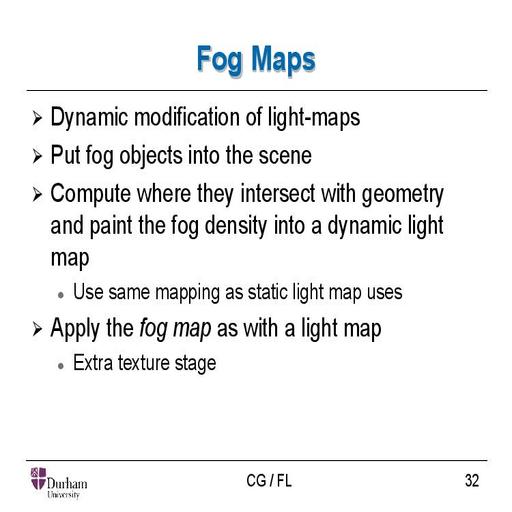 Fog Maps
Dynamic modification of light-maps
Put fog objects into the scene
Compute where they intersect with geometry
and paint the fog density into a dynamic light
map
Use same mapping as static light map uses
Apply the fog map as with a light map
Extra texture stage
Durham
University
CG / FL
32